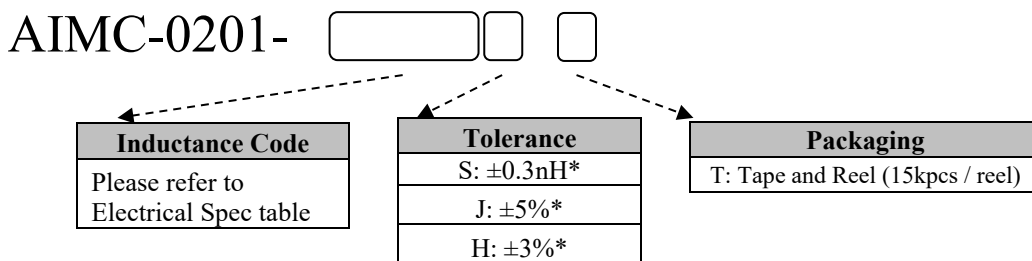 AIMC-0201-
Inductance Code
Please refer to
Electrical Spec table
Tolerance
S: ±0.3nH*
J: ±5%*
H: ±3%*
Packaging
T: Tape and Reel (15kpcs / reel)